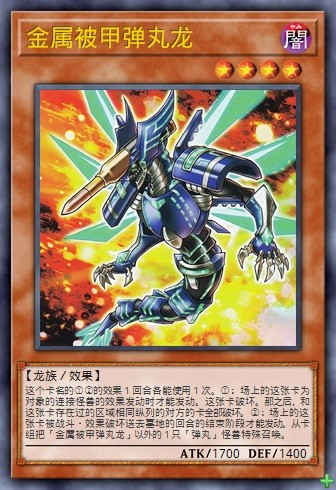 金属被甲弹丸龙
闇
【龙族／效果】
这个卡名的①②的效果１回合各能使用１次。①：场上的这张卡为
对象的连接怪兽的效果发动时才能发动。这张卡破坏。那之后，和
这张卡存在过的区域相同纵列的对方的卡全部破坏。②：场上的这
张卡被战斗·效果破坏送去墓地的回合的结束阶段才能发动。从卡
组把「金属被甲弹丸龙」以外的１只「弹丸」怪兽特殊召唤。
ATK/1700 DEF/1400